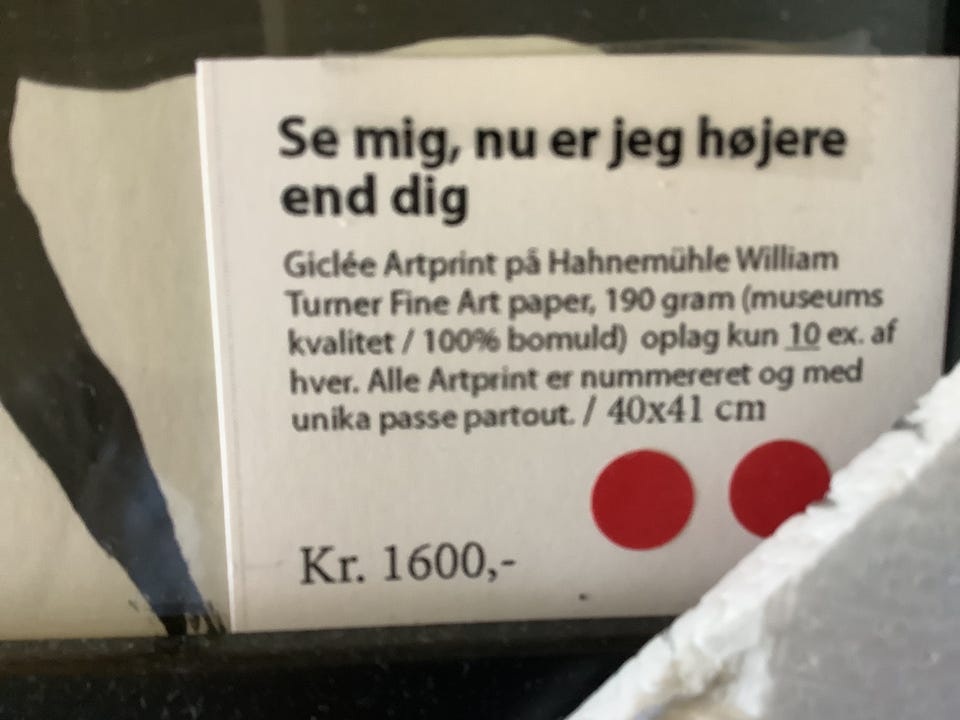 Se mig, nu er jeg højere
end dig
Giclée Artprint på Hahnemühle William
Turner Fine Art paper, 190 gram (museums
kvalitet / 100% bomuld) oplag kun 10 ex. af
hver. Alle Artprint er nummereret og med
unika passe partout. / 40x41 cm
Kr. 1600,-